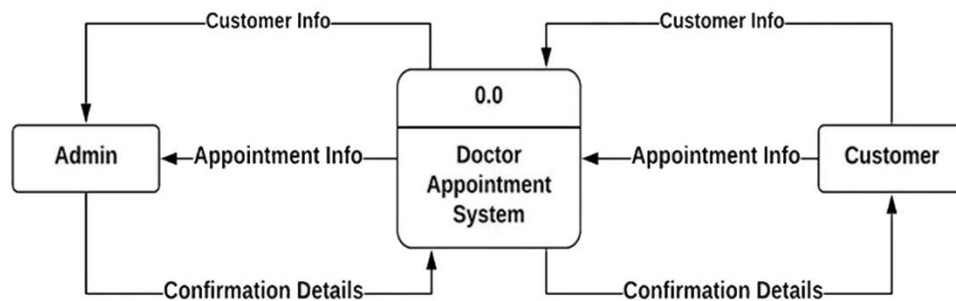 Customer Info
Customer Info
0.0
Admin
Appointment Info
Doctor
Appointment
System
Appointment Info
Customer
Confirmation Details
Confirmation Details